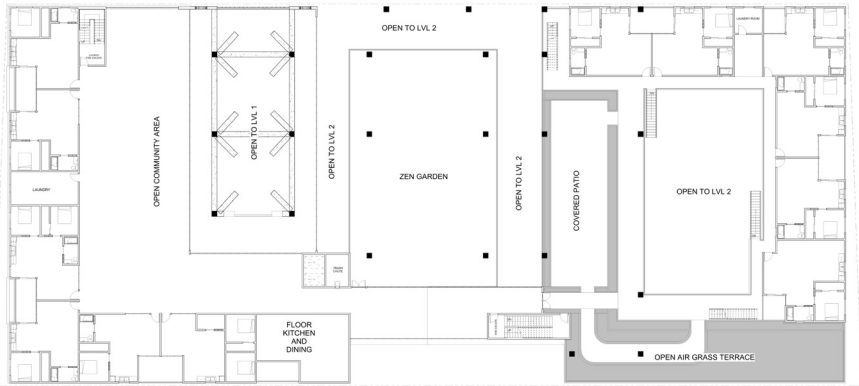 OPEN TO LVL 2
LAUNDRY ROOM
OPEN COMMUNITY AREA
OPEN TO LVL 1
OPEN TO LVL 2
ZEN GARDEN
OPEN TO LVL 2
COVERED PATIO
OPEN TO LVL 2
LAUNDRY
FLOOR
KITCHEN
AND
DINING
OPEN AIR GRASS TERRACE